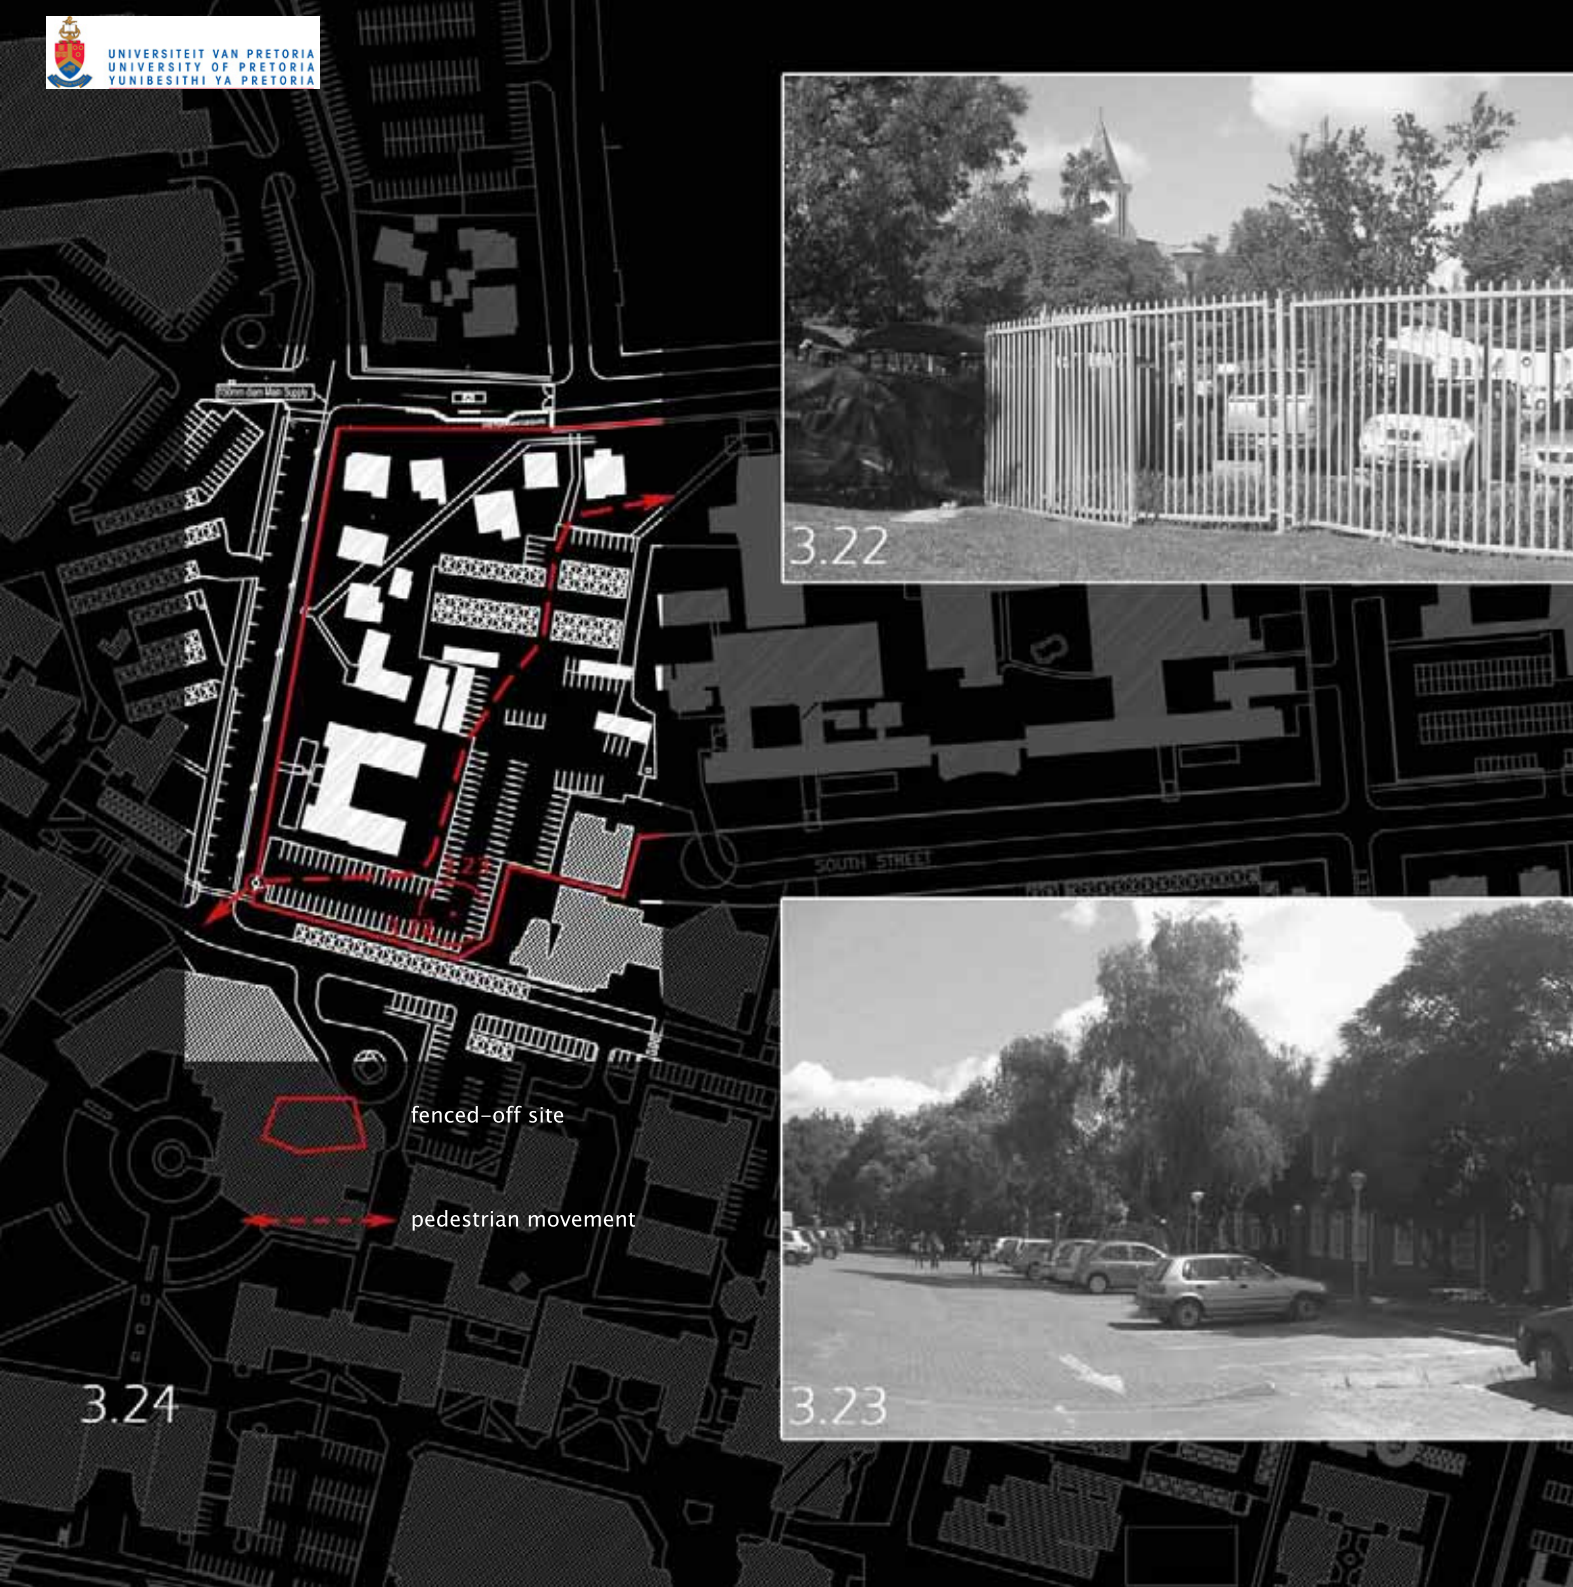 UNIVERSITEIT VAN PRETORIA
UNIVERSITY OF PRETORIA
YUNIBESITHI YA PRETORIA
3.22
SOUTH STREET
fenced-off site
pedestrian movement
3.24
3.23